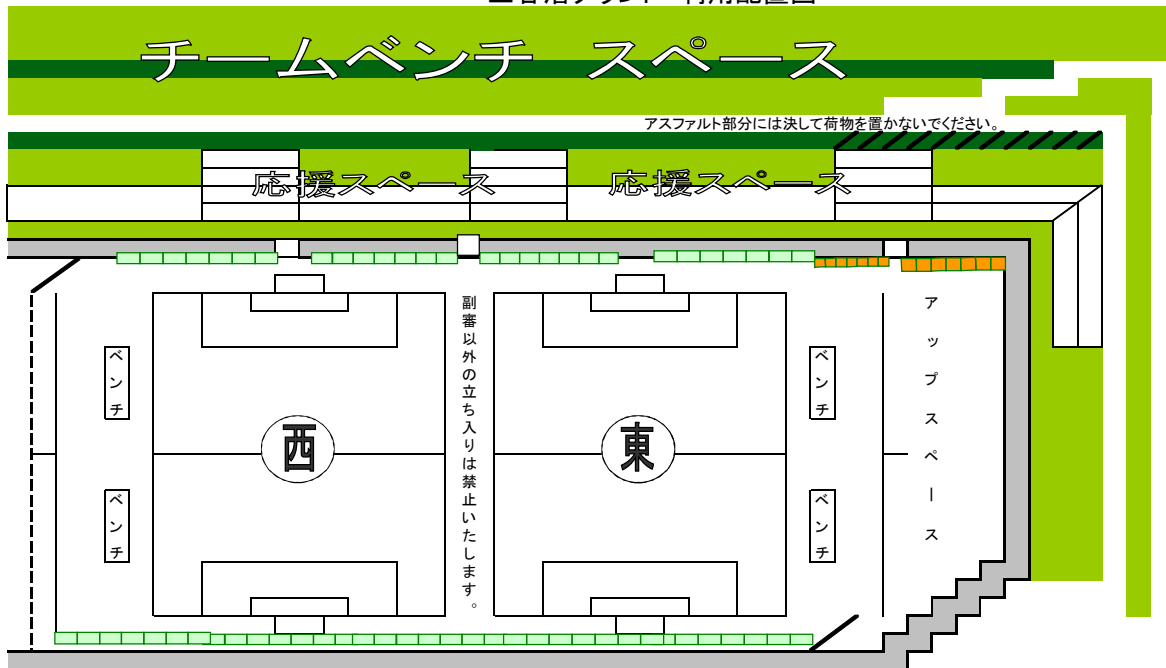 チームベンチ　スペース
アスファルト部分には決して荷物を置かないでください。
応援スペース　応援スペース
ベンチ
ベンチ
西
副審以外の立ち入りは禁止いたします。
東
ベンチ
ベンチ
アップスペース